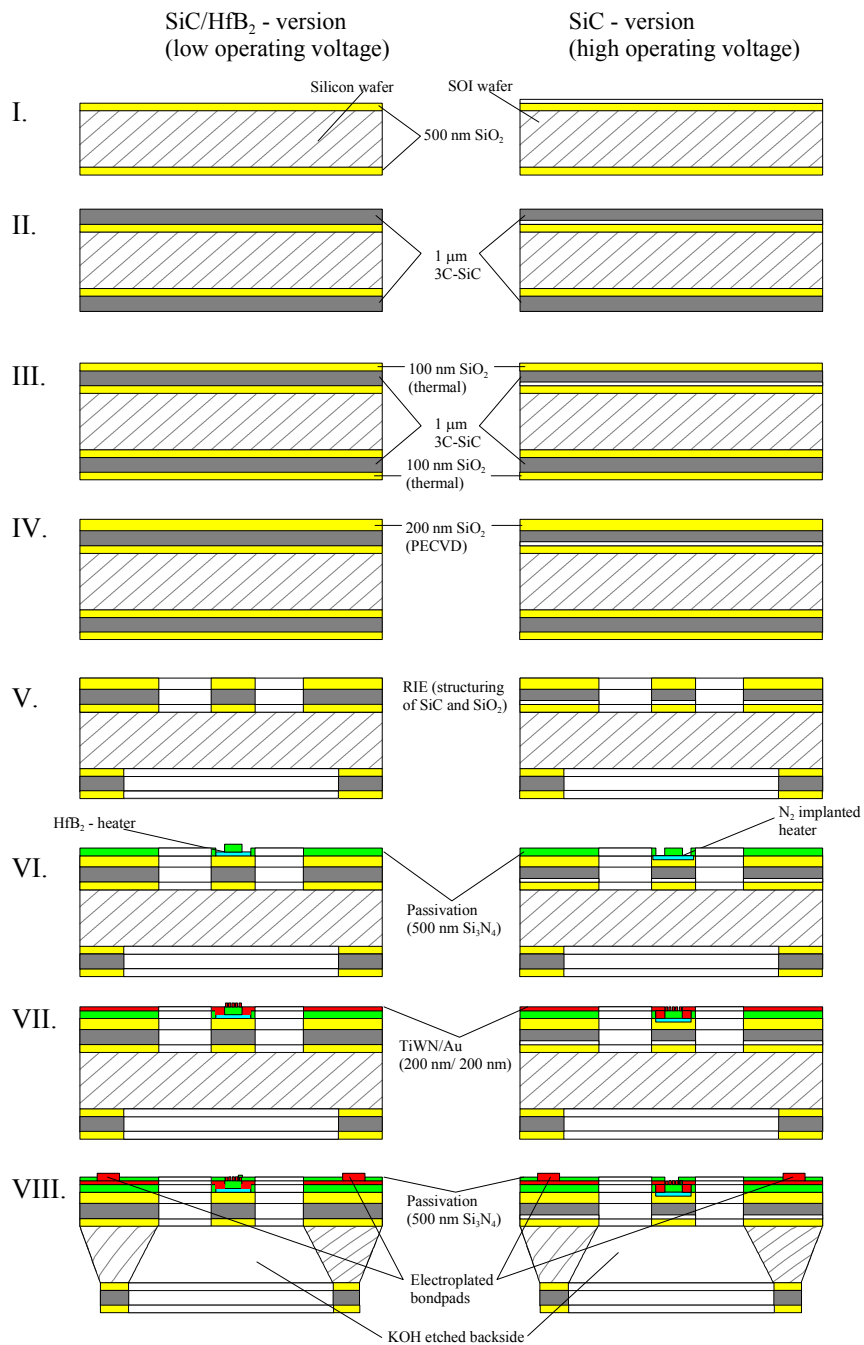 SiC/HfB₂ - version
(low operating voltage)
SiC - version
(high operating voltage)
I.
Silicon wafer
SOI wafer
500 nm SiO₂
II.
1 μm
3C-SiC
III.
100 nm SiO₂
(thermal)
1 μm
3C-SiC
100 nm SiO₂
(thermal)
IV.
200 nm SiO₂
(PECVD)
V.
RIE (structuring
of SiC and SiO₂)
HfB₂ - heater
N₂ implanted
heater
VI.
Passivation
(500 nm Si₃N₄)
VII.
TiWN/Au
(200 nm/ 200 nm)
VIII.
Passivation
(500 nm Si₃N₄)
Electroplated
bondpads
KOH etched backside